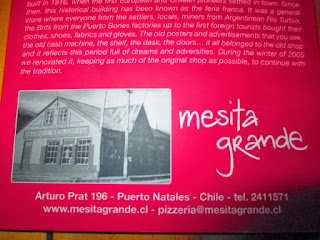 built in 1916, when the first European and Chilean pioneers settled in town. Since
then, this historical building has been known as the feria franca. It was a general
store where everyone from the settlers, locals, miners from Argentinean Río Turbio,
the Brits from the Puerto Bories factories up to the first foreign tourists bought their
clothes, shoes, fabrics and gloves. The old posters and advertisements that you see;
the old cash machine, the shelf, the desk, the doors... it all belonged to the old shop
and it reflects this period full of dreams and adversities. During the winter of 2005
we renovated it, keeping as much of the original shop as possible, to continue with
the tradition.
mesita
grande
Arturo Prat 196 - Puerto Natales - Chile - tel. 2411571
www.mesitagrande.cl - pizzeria@mesitagrande.cl